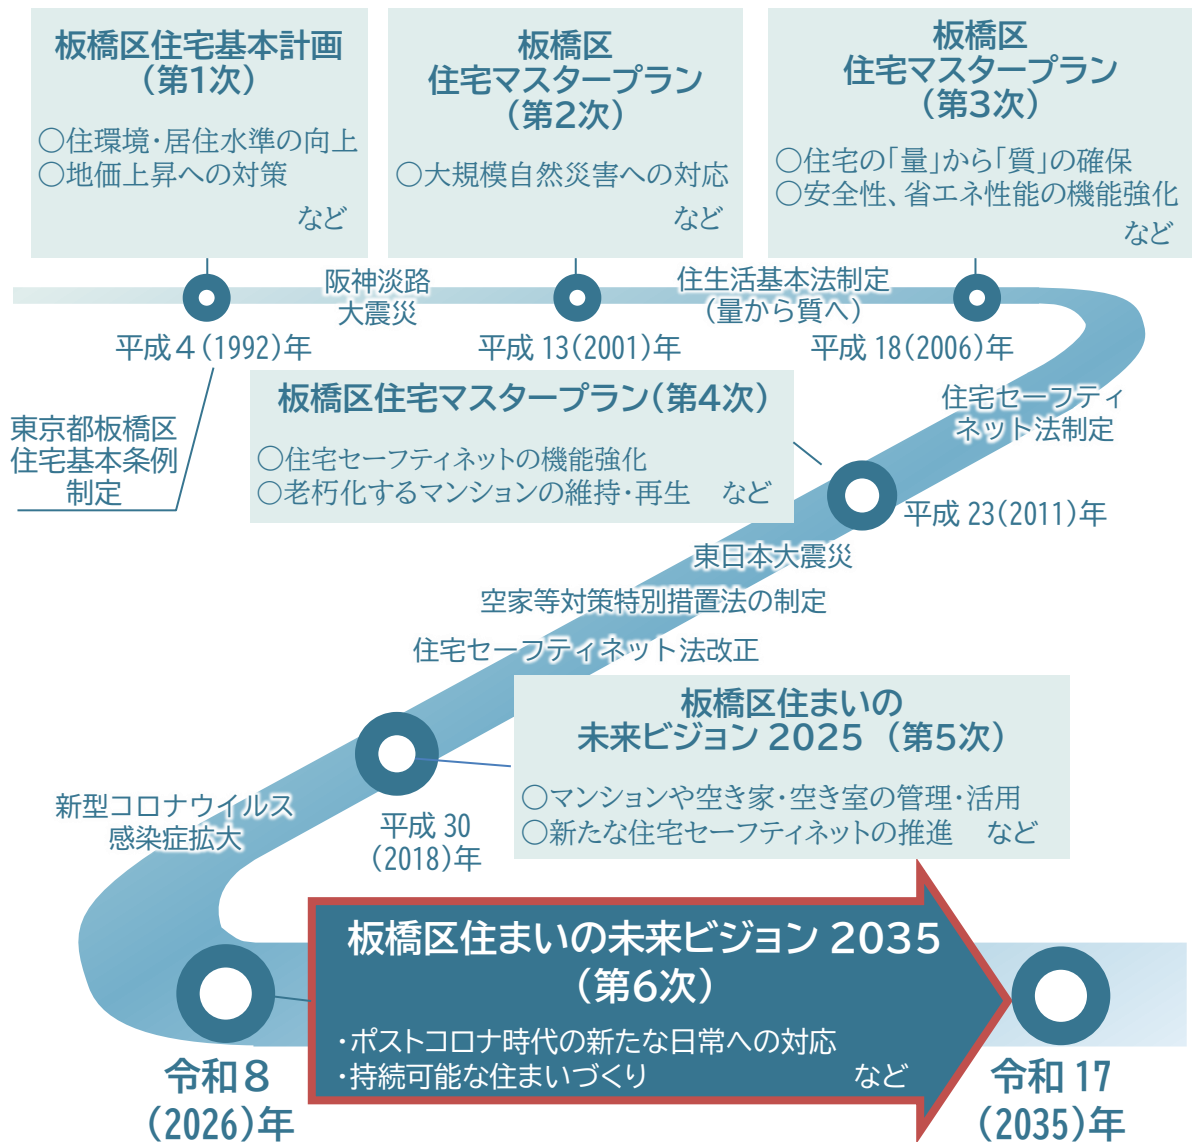 板橋区住宅基本計画
（第1次）
○住環境・居住水準の向上
○地価上昇への対策
など
板橋区
住宅マスタープラン
（第2次）
○大規模自然災害への対応
など
板橋区
住宅マスタープラン
（第3次）
○住宅の「量」から「質」の確保
○安全性、省エネ性能の機能強化
など
阪神淡路
大震災
住生活基本法制定
（量から質へ）
平成４（1992）年
平成 13（2001）年
平成 18（2006）年
東京都板橋区
住宅基本条例
制定
板橋区住宅マスタープラン（第4次）
○住宅セーフティネットの機能強化
○老朽化するマンションの維持・再生　など
住宅セーフティ
ネット法制定
平成 23（2011）年
東日本大震災
空家等対策特別措置法の制定
住宅セーフティネット法改正
板橋区住まいの
未来ビジョン 2025 （第5次）
○マンションや空き家・空き室の管理・活用
○新たな住宅セーフティネットの推進　など
平成 30
（2018）年
新型コロナウイルス
感染症拡大
板橋区住まいの未来ビジョン 2035
（第6次）
・ポストコロナ時代の新たな日常への対応
・持続可能な住まいづくり　など
令和８
（2026）年
令和 17
（2035）年